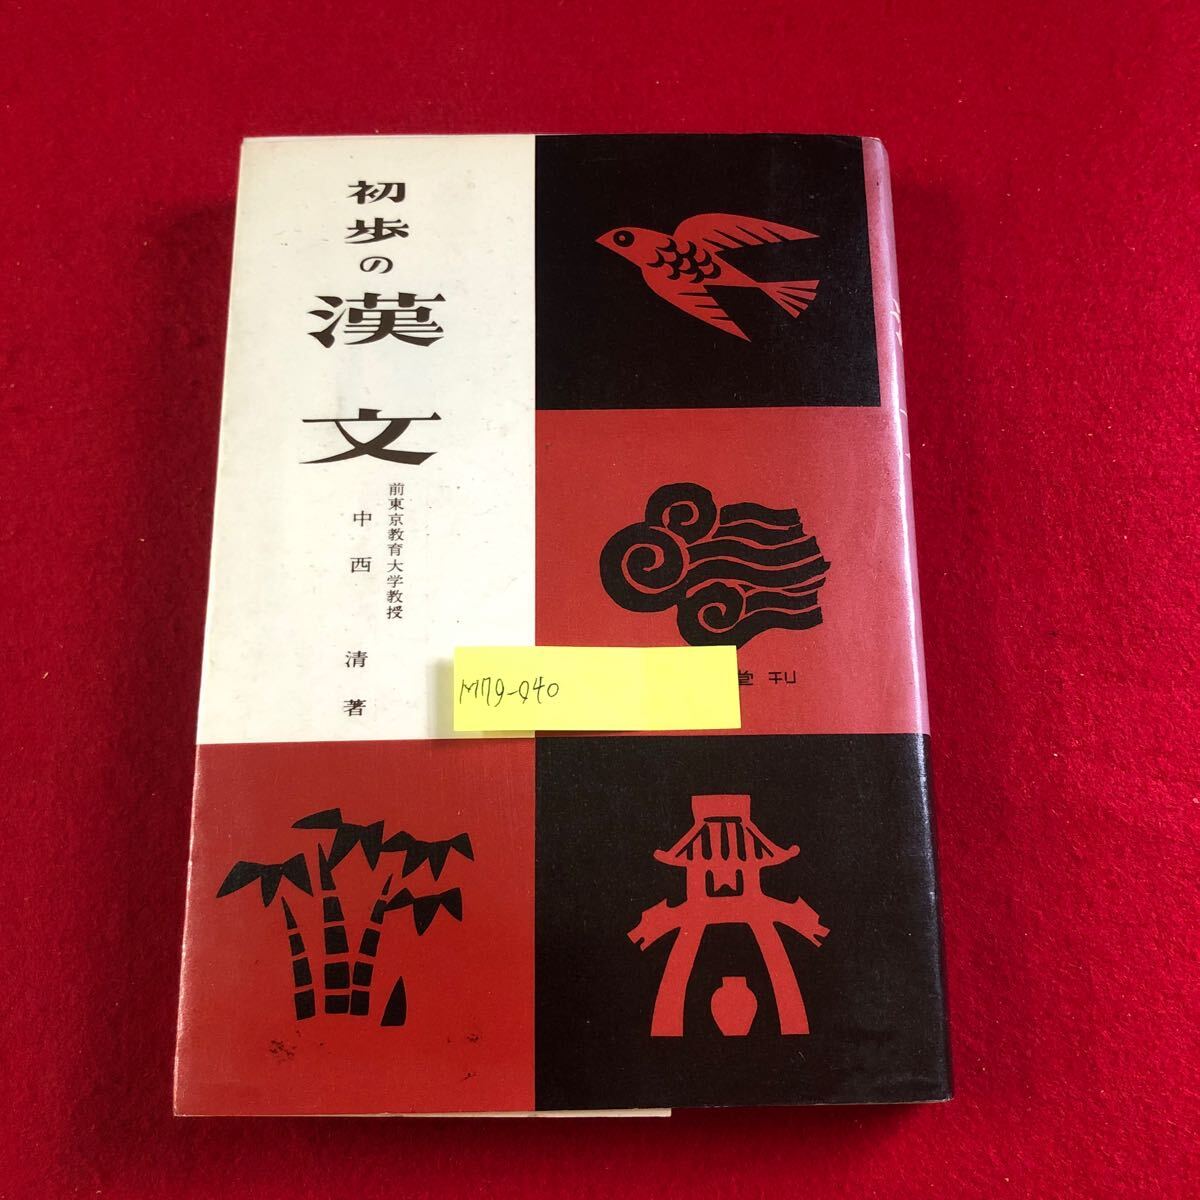 初歩の
漢文
前東京教育大学教授
中西清著
堂刊
M79-040